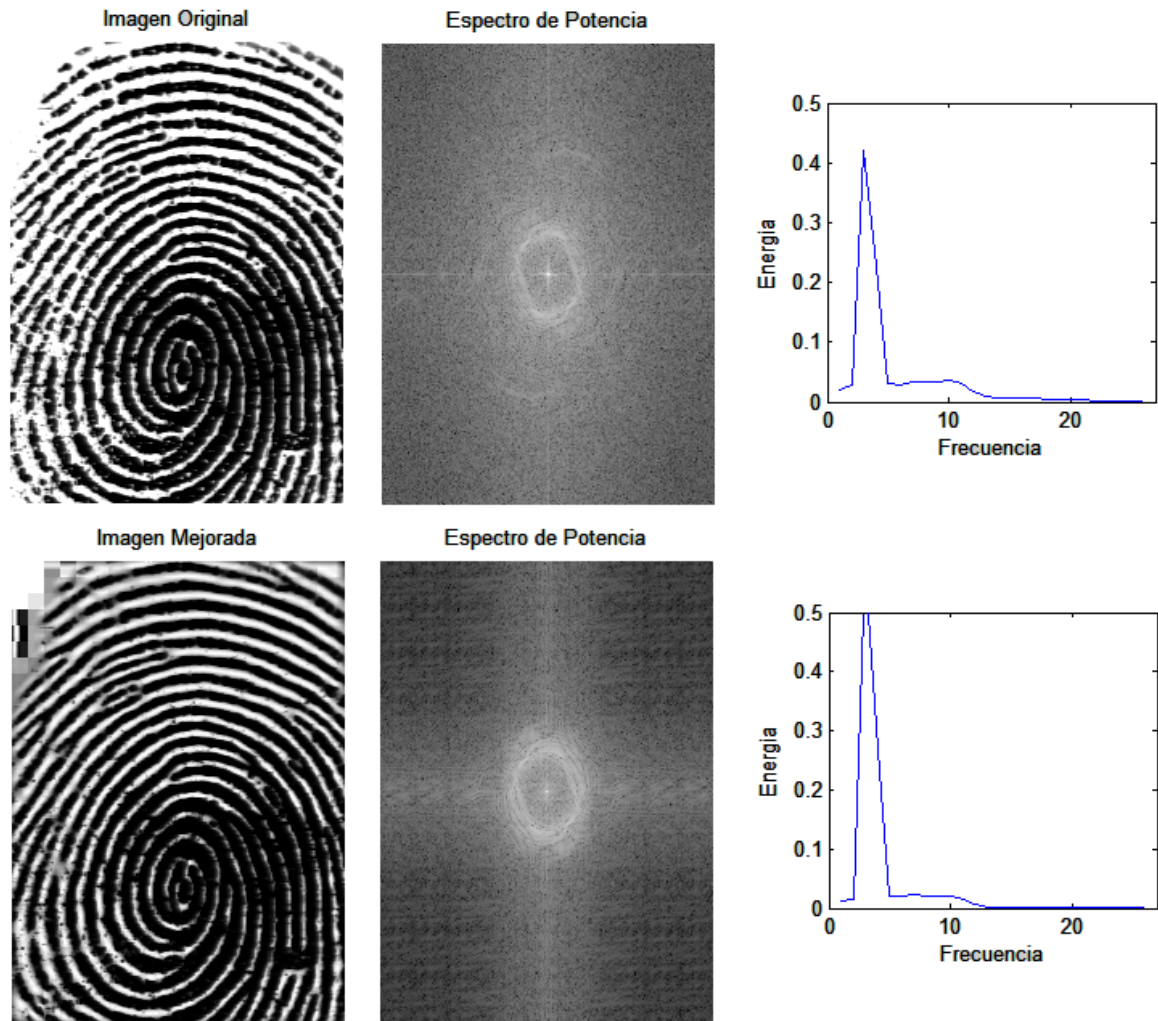 Imagen Original
Espectro de Potencia
0.5
0.4
0.3
0.2
0.1
0
Energia
0
10
20
Frecuencia
Imagen Mejorada
Espectro de Potencia
0.5
0.4
0.3
0.2
0.1
0
Energia
0
10
20
Frecuencia